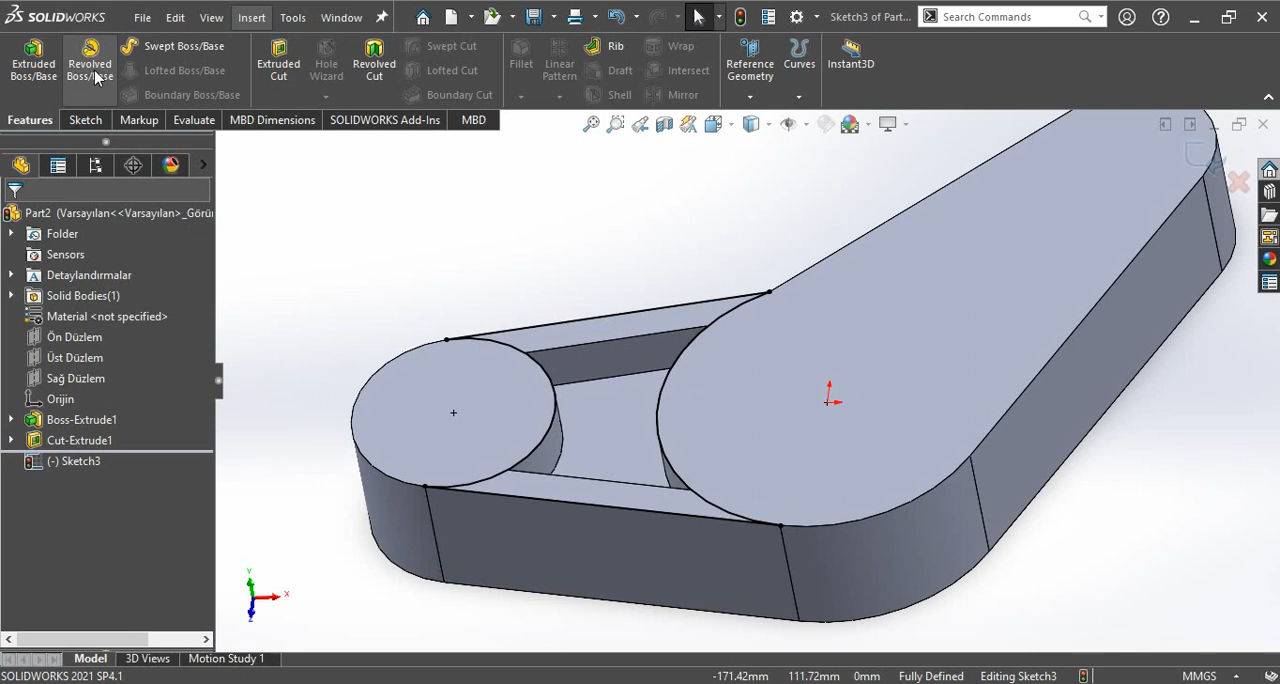 SOLIDWORKS File Edit View Insert Tools Window Sketch3 of Part... Search Commands
Extruded Boss/Base
Revolved Boss/Base
Swept Boss/Base
Lofted Boss/Base
Boundary Boss/Base
Extruded Cut
Hole Wizard
Revolved Cut
Swept Cut
Lofted Cut
Boundary Cut
Fillet
Linear Pattern
Rib
Draft
Shell
Wrap
Intersect
Mirror
Reference Geometry
Curves
Instant3D
Features Sketch Markup Evaluate MBD Dimensions SOLIDWORKS Add-Ins MBD
Part2 (Varsayılan<<Varsayılan>_Görü
Folder
Sensors
Detaylandırmalar
Solid Bodies(1)
Material <not specified>
Ön Düzlem
Üst Düzlem
Sağ Düzlem
Orijin
Boss-Extrude1
Cut-Extrude1
(-) Sketch3
Y
X
Z
Model 3D Views Motion Study 1
SOLIDWORKS 2021 SP4.1 -171.42mm 111.72mm 0mm Fully Defined Editing Sketch3 MMGS